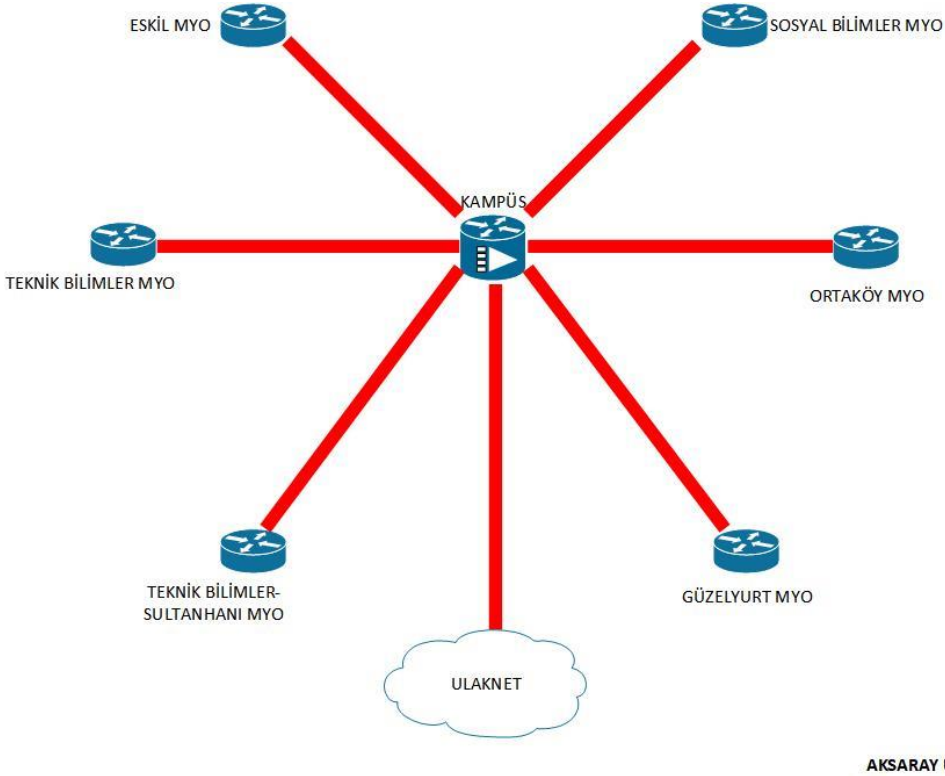 ESKİL MYO
SOSYAL BİLİMLER MYO
KAMPÜS
TEKNİK BİLİMLER MYO
ORTAKÖY MYO
TEKNİK BİLİMLER-
SULTANHANI MYO
GÜZELYURT MYO
ULAKNET
AKSARAY